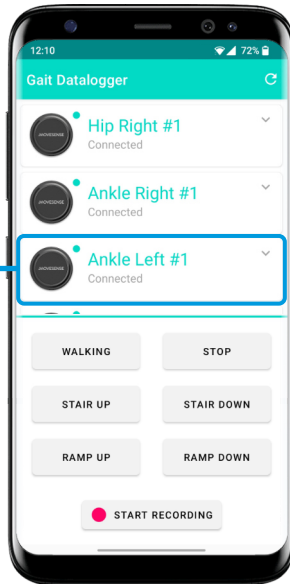 12:10
72%
Gait Datalogger
Hip Right #1
Connected
MOVESENSE
Ankle Right #1
Connected
MOVESENSE
Ankle Left #1
Connected
MOVESENSE
WALKING
STOP
STAIR UP
STAIR DOWN
RAMP UP
RAMP DOWN
START RECORDING